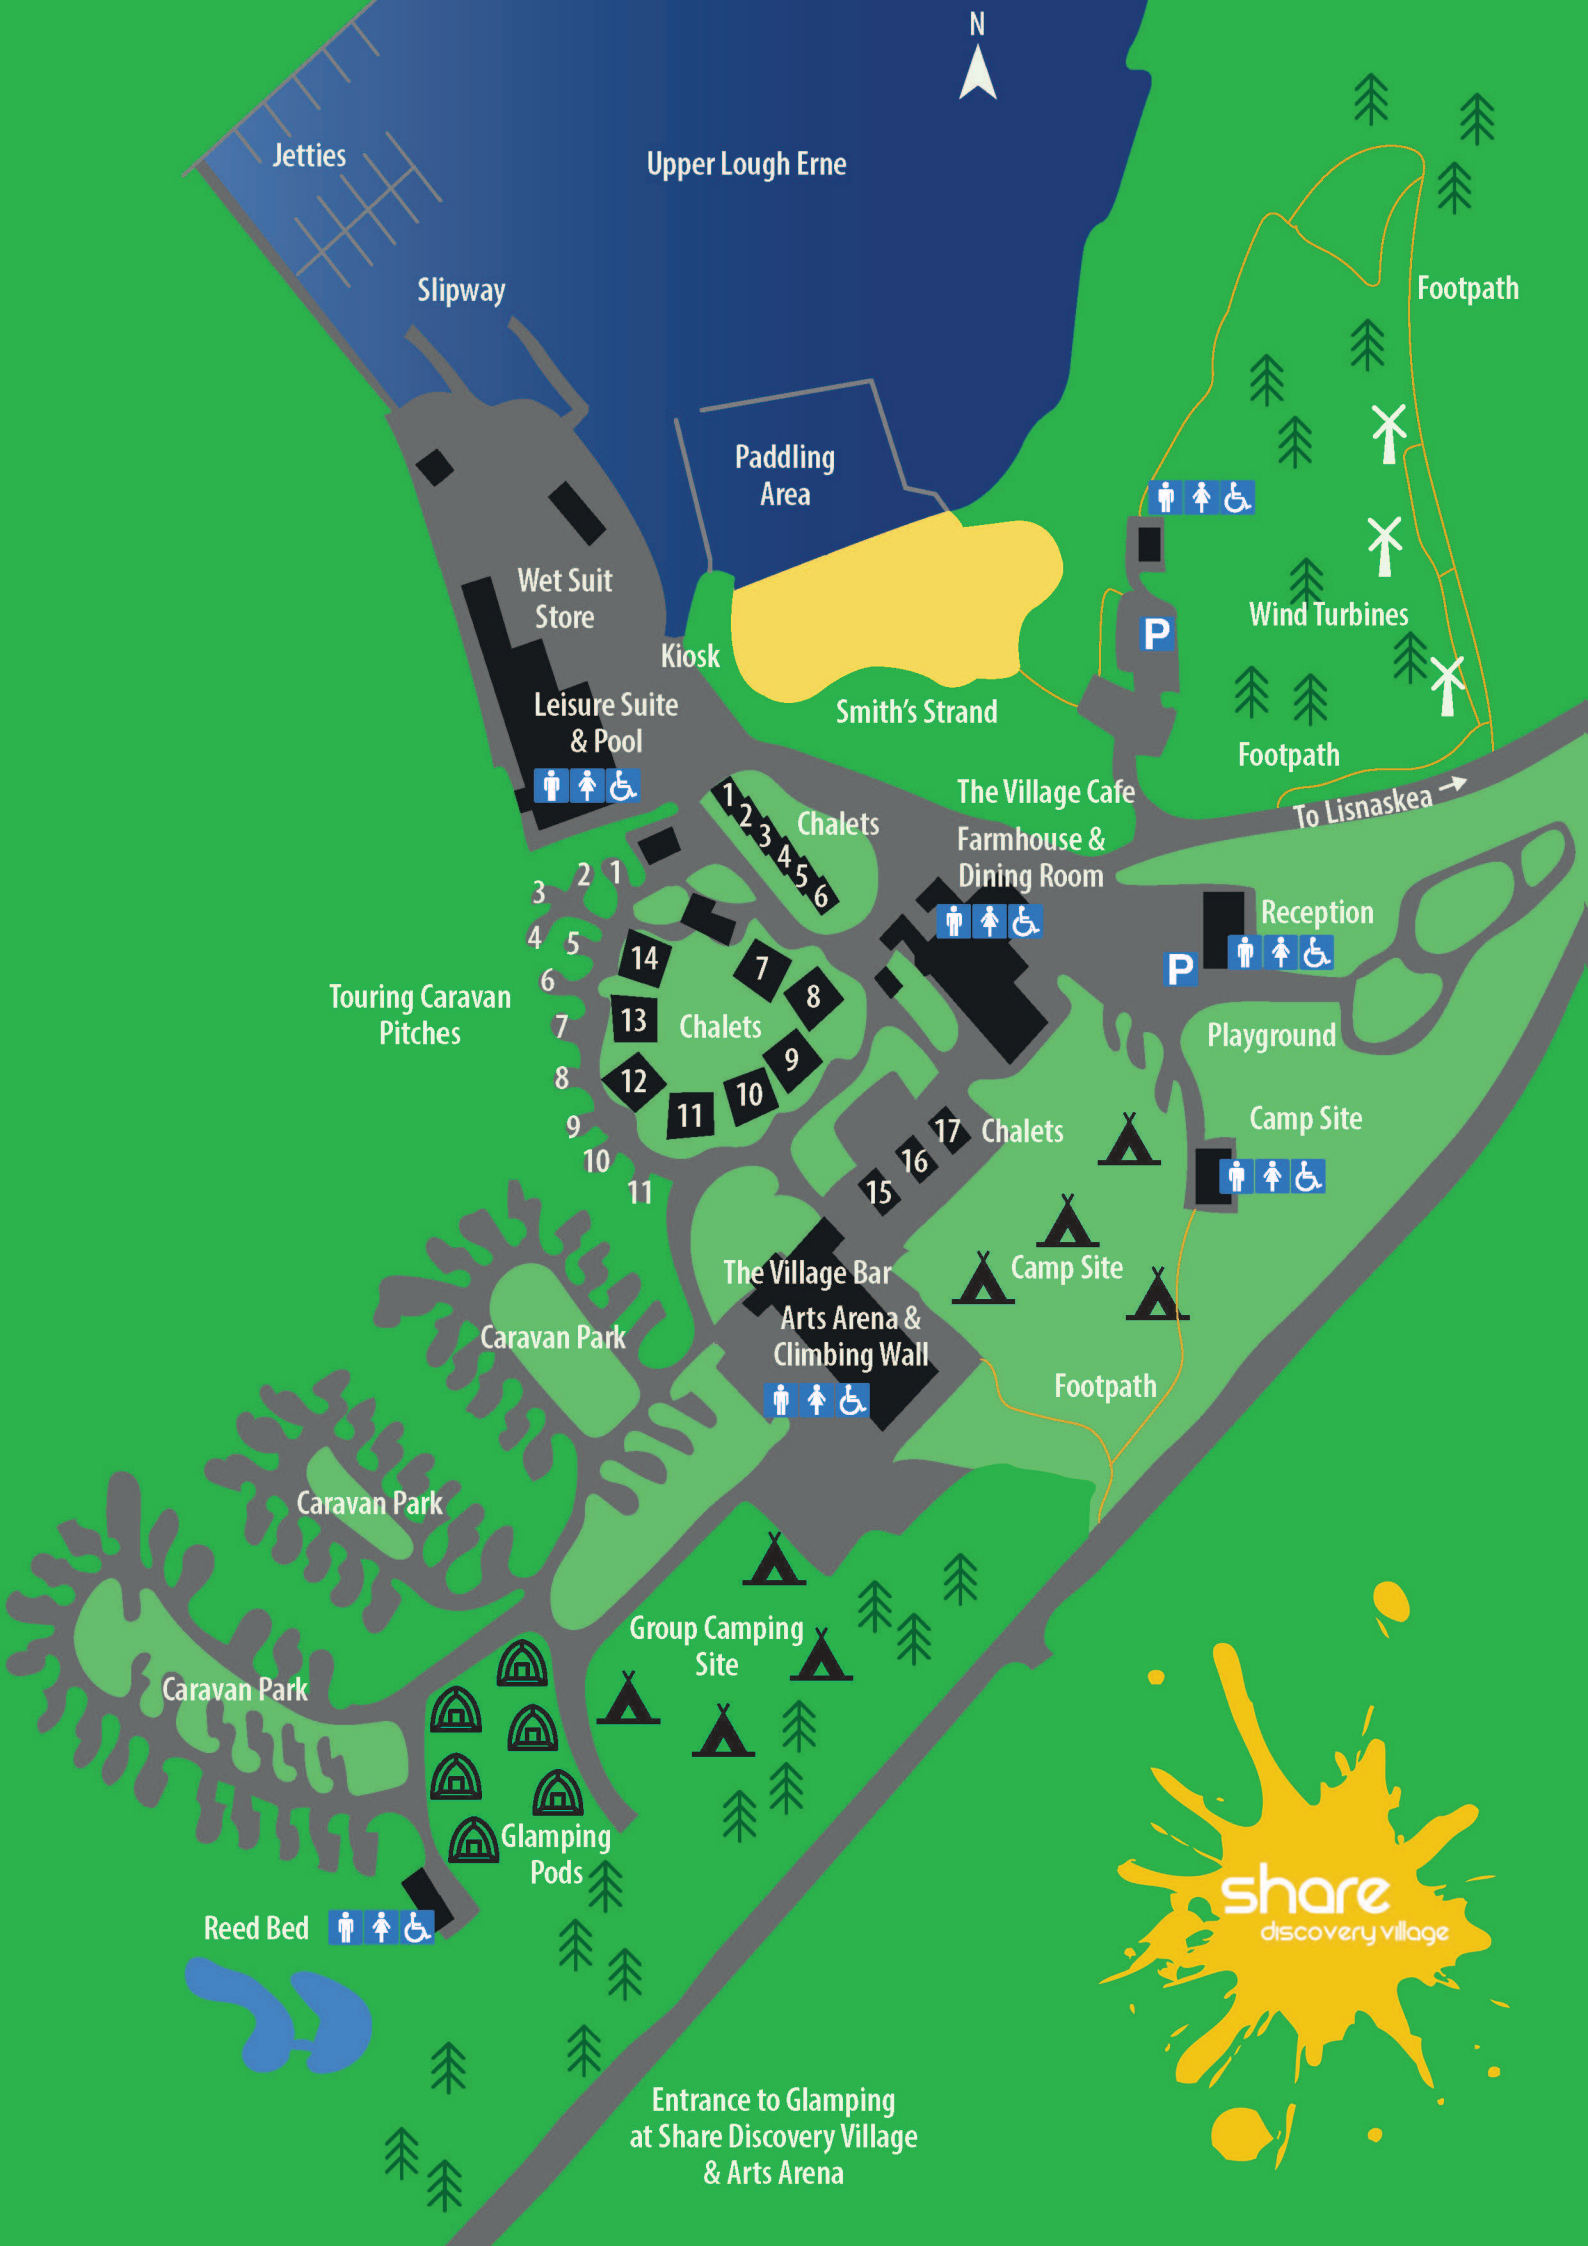 N
Jetties
Upper Lough Erne
Slipway
Footpath
Paddling
Area
Wet Suit
Store
P
Wind Turbines
Kiosk
Leisure Suite
& Pool
Smith's Strand
Footpath
The Village Cafe
To Lisnaskea
1
2
3
4
5
6
Chalets
Farmhouse &
Dining Room
Reception
P
1
2
3
4
5
6
7
8
9
10
11
Touring Caravan
Pitches
14
13
12
11
10
9
8
7
Chalets
Playground
Camp Site
17
16
15
Chalets
Camp Site
The Village Bar
Arts Arena &
Climbing Wall
Footpath
Caravan Park
Caravan Park
Caravan Park
Group Camping
Site
Glamping
Pods
Reed Bed
share
discovery village
Entrance to Glamping
at Share Discovery Village
& Arts Arena